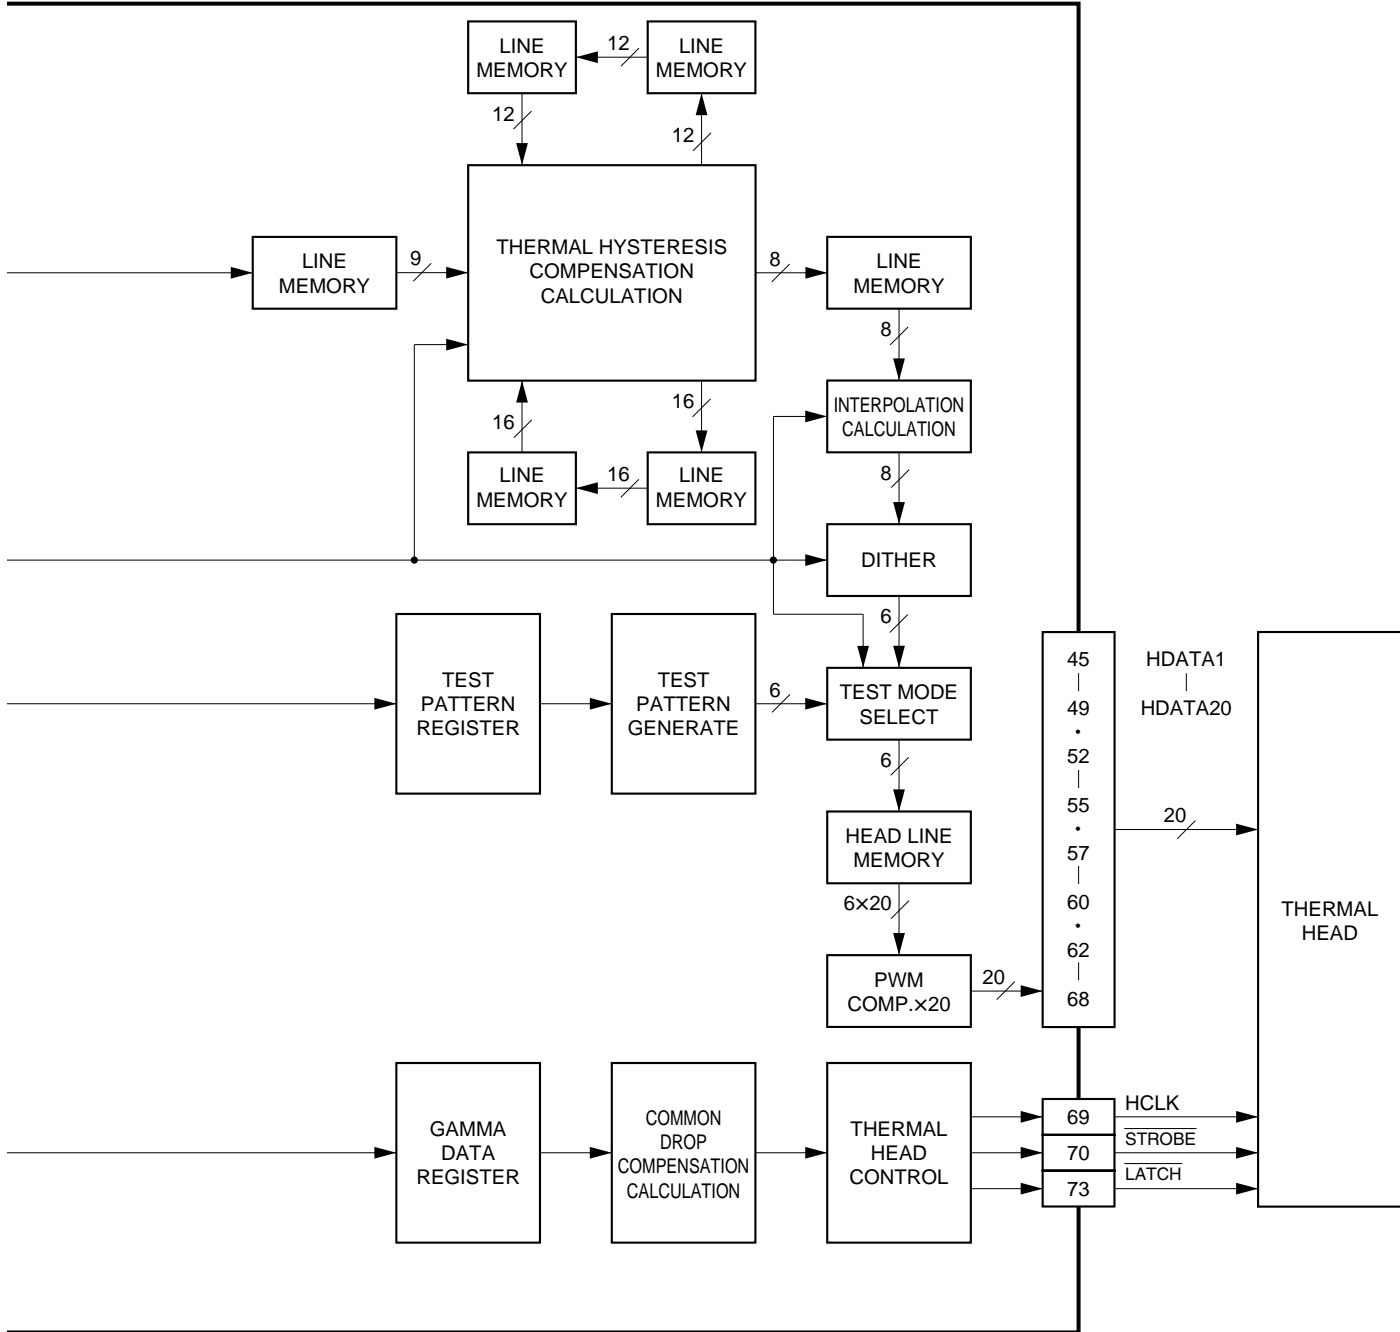 LINE
MEMORY
12
LINE
MEMORY
12
12
LINE
MEMORY
9
THERMAL HYSTERESIS
COMPENSATION
CALCULATION
8
LINE
MEMORY
8
16
16
INTERPOLATION
CALCULATION
LINE
MEMORY
16
LINE
MEMORY
8
DITHER
6
TEST
PATTERN
REGISTER
TEST
PATTERN
GENERATE
6
TEST MODE
SELECT
6
HEAD LINE
MEMORY
6×20
PWM
COMP.×20
20
45
49
52
55
57
60
62
68
HDATA1
HDATA20
20
THERMAL
HEAD
GAMMA
DATA
REGISTER
COMMON
DROP
COMPENSATION
CALCULATION
THERMAL
HEAD
CONTROL
69
HCLK
70
STROBE
73
LATCH